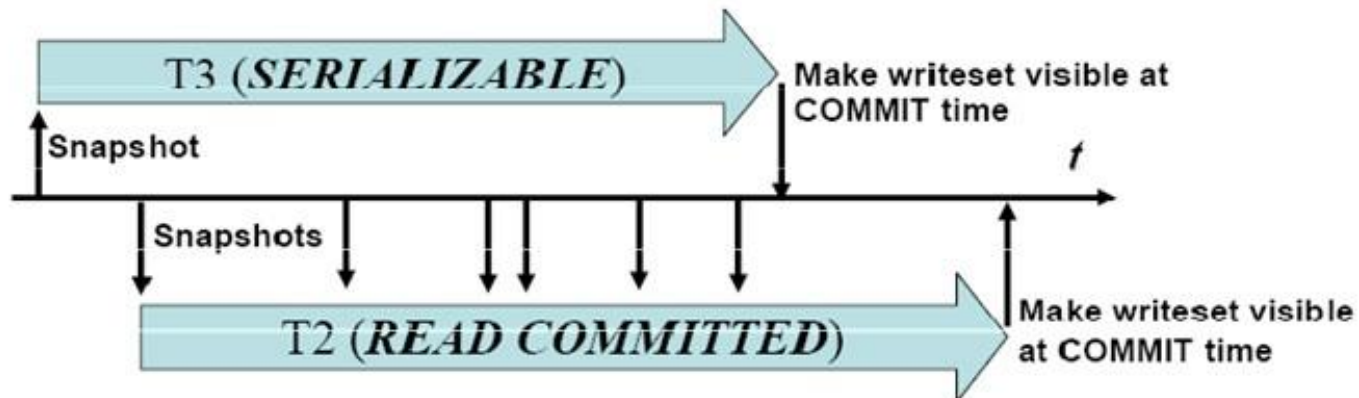 T3 (SERIALIZABLE)
Make writeset visible at
COMMIT time
Snapshot
t
Snapshots
T2 (READ COMMITTED)
Make writeset visible
at COMMIT time